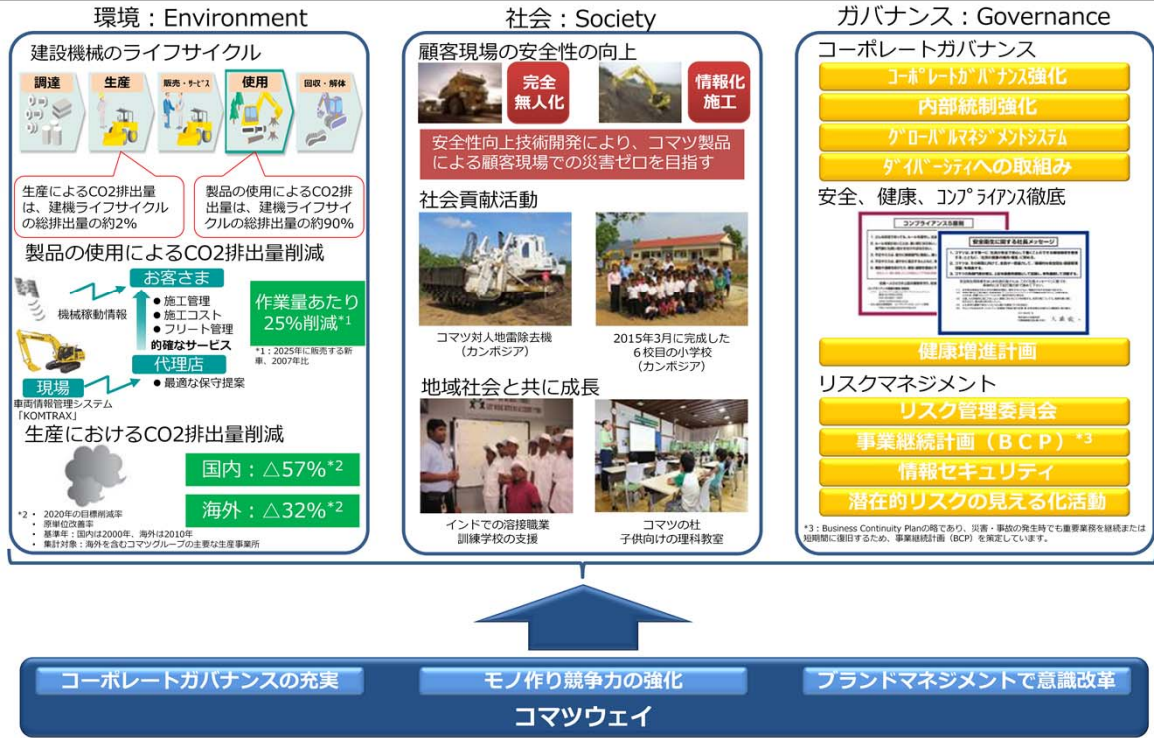 環境：Environment
建設機械のライフサイクル
調達
生産
販売・ｻｰﾋﾞｽ
使用
回収・解体
生産によるCO2排出量
は、建機ライフサイクル
の総排出量の約2%
製品の使用によるCO2排
出量は、建機ライフサイ
クルの総排出量の約90%
製品の使用によるCO2排出量削減
お客さま
機械稼動情報
● 施工管理
● 施工コスト
● フリート管理
的確なサービス
代理店
● 最適な保守提案
現場
車両情報管理システム
「KOMTRAX」
作業量あたり
25%削減*1
*1：2025年に販売する新
車、2007年比
生産におけるCO2排出量削減
国内：△57%*2
海外：△32%*2
*2 • 2020年の目標削減率
• 原単位改善率
• 基準年：国内は2000年、海外は2010年
• 集計対象：海外を含むコマツグループの主要な生産事業所
社会：Society
顧客現場の安全性の向上
完全
無人化
情報化
施工
安全性向上技術開発により、コマツ製品
による顧客現場での災害ゼロを目指す
社会貢献活動
コマツ対人地雷除去機
（カンボジア）
2015年3月に完成した
６校目の小学校
（カンボジア）
地域社会と共に成長
インドでの溶接職業
訓練学校の支援
コマツの杜
子供向けの理科教室
ガバナンス：Governance
コーポレートガバナンス
ｺｰﾎﾟﾚｰﾄｶﾞﾊﾞﾅﾝｽ強化
内部統制強化
ｸﾞﾛｰﾊﾞﾙﾏﾈｼﾞﾒﾝﾄｼｽﾃﾑ
ﾀﾞｲﾊﾞｰｼﾃｨへの取組み
安全、健康、ｺﾝﾌﾟﾗｲｱﾝｽ徹底
コンプライアンス5原則
安全衛生に関する社長メッセージ
健康増進計画
リスクマネジメント
リスク管理委員会
事業継続計画（ＢＣＰ）*3
情報セキュリティ
潜在的リスクの見える化活動
*3：Business Continuity Planの略であり、災害・事故の発生時でも重要業務を継続または
短期間に復旧するため、事業継続計画（BCP）を策定しています。
コーポレートガバナンスの充実
モノ作り競争力の強化
ブランドマネジメントで意識改革
コマツウェイ